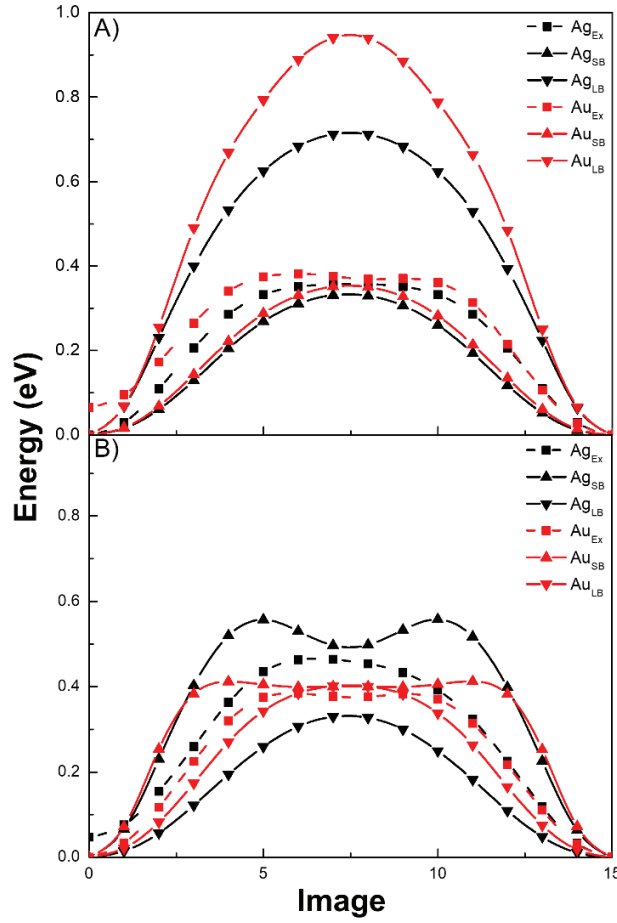 1.0
A)
Ag_Ex
Ag_SB
Ag_LB
Au_Ex
Au_SB
Au_LB
0.8
0.6
0.4
0.2
0.0
Energy (eV)
B)
Ag_Ex
Ag_SB
Ag_LB
Au_Ex
Au_SB
Au_LB
0.8
0.6
0.4
0.2
0.0
0 5 10 15
Image